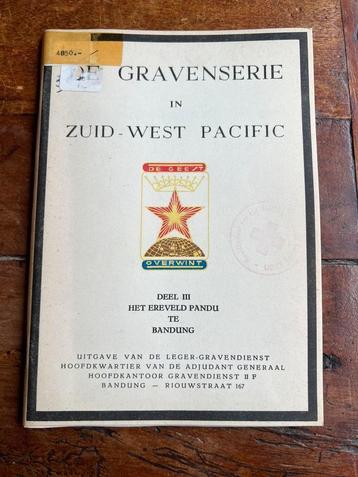 4850.-
DE GRAVENSERIE
IN
ZUID-WEST PACIFIC
DE GEEST
OVERWINT
DEEL III
HET EREVELD PANDU
TE
BANDUNG
UITGAVE VAN DE LEGER-GRAVENDIENST
HOOFDKWARTIER VAN DE ADJUDANT GENERAAL
HOOFDKANTOOR GRAVENDIENST II F
BANDUNG — RIOUWSTRAAT 167